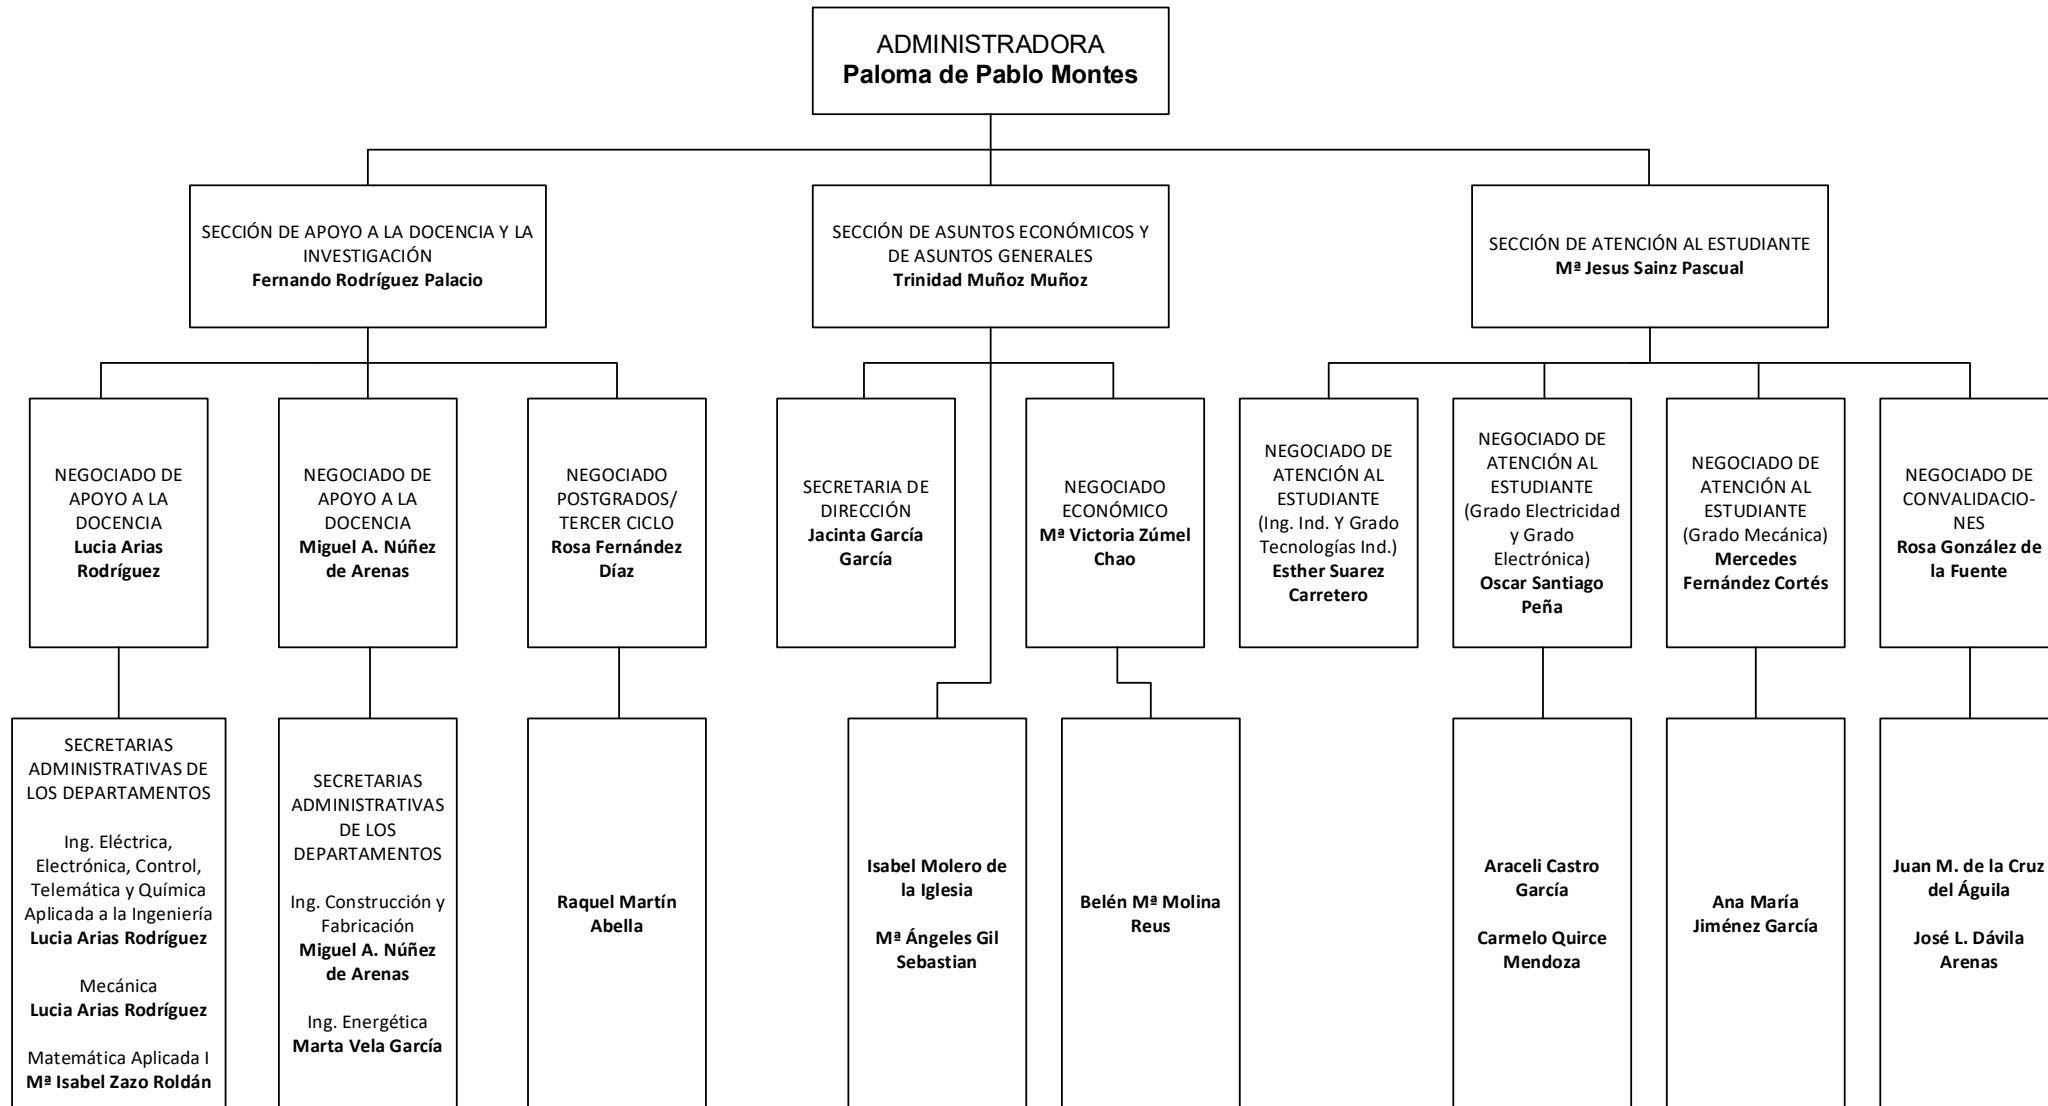 ADMINISTRADORA
Paloma de Pablo Montes
SECCIÓN DE APOYO A LA DOCENCIA Y LA
INVESTIGACIÓN
Fernando Rodríguez Palacio
SECCIÓN DE ASUNTOS ECONÓMICOS Y
DE ASUNTOS GENERALES
Trinidad Muñoz Muñoz
SECCIÓN DE ATENCIÓN AL ESTUDIANTE
Mª Jesus Sainz Pascual
NEGOCIADO DE
APOYO A LA
DOCENCIA
Lucia Arias
Rodríguez
NEGOCIADO DE
APOYO A LA
DOCENCIA
Miguel A. Núñez
de Arenas
NEGOCIADO
POSTGRADOS/
TERCER CICLO
Rosa Fernández
Díaz
SECRETARIA DE
DIRECCIÓN
Jacinta García
García
NEGOCIADO
ECONÓMICO
Mª Victoria Zúmel
Chao
NEGOCIADO DE
ATENCIÓN AL
ESTUDIANTE
(Ing. Ind. Y Grado
Tecnologías Ind.)
Esther Suarez
Carretero
NEGOCIADO DE
ATENCIÓN AL
ESTUDIANTE
(Grado Electricidad
y Grado
Electrónica)
Oscar Santiago
Peña
NEGOCIADO DE
ATENCIÓN AL
ESTUDIANTE
(Grado Mecánica)
Mercedes
Fernández Cortés
NEGOCIADO DE
CONVALIDACIO-
NES
Rosa González de
la Fuente
SECRETARIAS
ADMINISTRATIVAS DE
LOS DEPARTAMENTOS
Ing. Eléctrica,
Electrónica, Control,
Telemática y Química
Aplicada a la Ingeniería
Lucia Arias Rodríguez
Mecánica
Lucia Arias Rodríguez
Matemática Aplicada I
Mª Isabel Zazo Roldán
SECRETARIAS
ADMINISTRATIVAS
DE LOS
DEPARTAMENTOS
Ing. Construcción y
Fabricación
Miguel A. Núñez
de Arenas
Ing. Energética
Marta Vela García
Raquel Martín
Abella
Isabel Molero de
la Iglesia
Mª Ángeles Gil
Sebastian
Belén Mª Molina
Reus
Araceli Castro
García
Carmelo Quirce
Mendoza
Ana María
Jiménez García
Juan M. de la Cruz
del Águila
José L. Dávila
Arenas